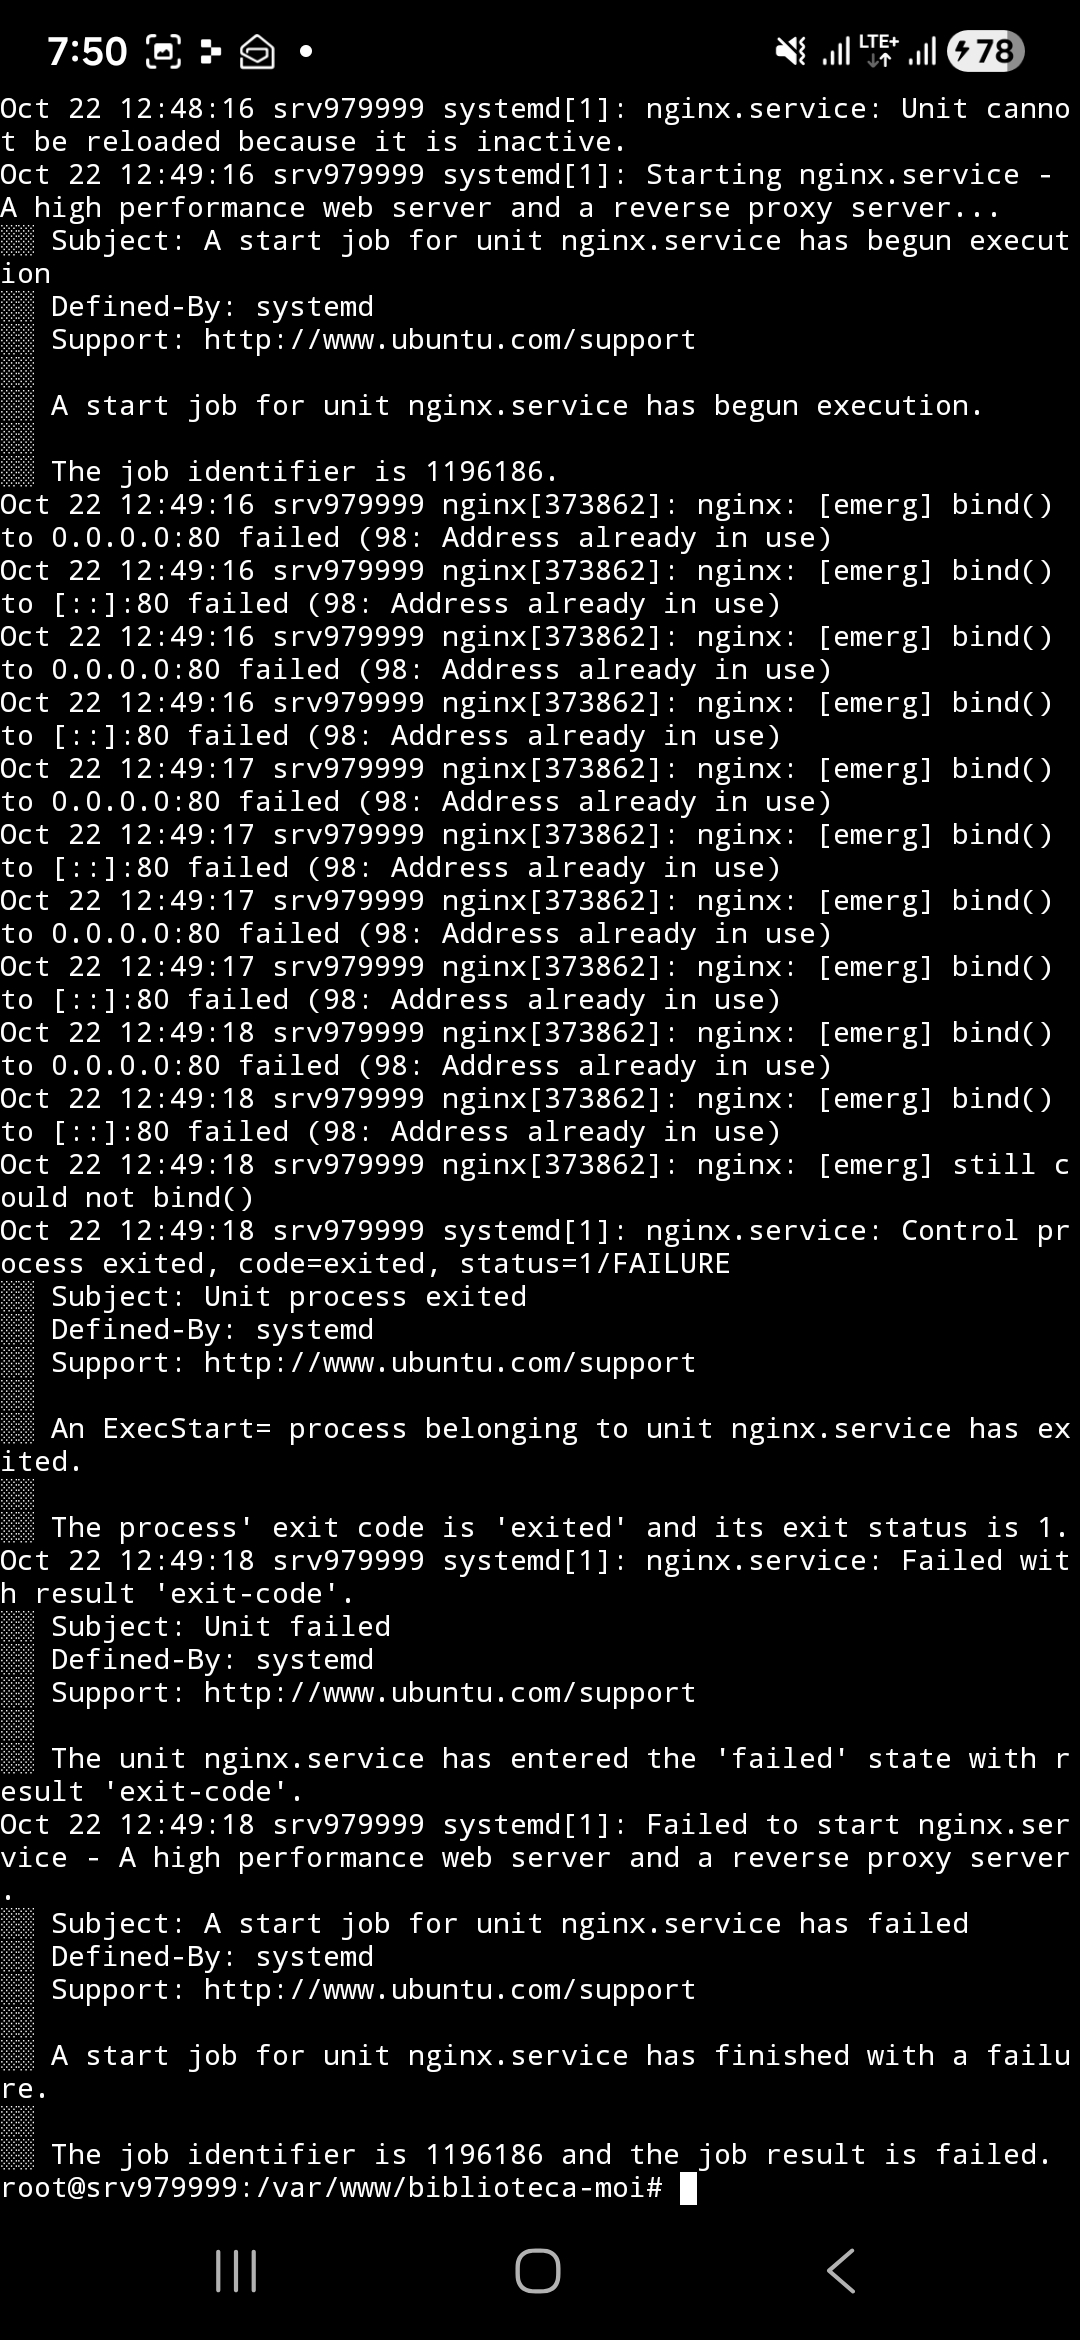 7:50
LTE+
78
Oct 22 12:48:16 srv979999 systemd[1]: nginx.service: Unit canno
t be reloaded because it is inactive.
Oct 22 12:49:16 srv979999 systemd[1]: Starting nginx.service -
A high performance web server and a reverse proxy server...
░░ Subject: A start job for unit nginx.service has begun execut
ion
░░ Defined-By: systemd
░░ Support: http://www.ubuntu.com/support
░░
░░ A start job for unit nginx.service has begun execution.
░░
░░ The job identifier is 1196186.
Oct 22 12:49:16 srv979999 nginx[373862]: nginx: [emerg] bind()
to 0.0.0.0:80 failed (98: Address already in use)
Oct 22 12:49:16 srv979999 nginx[373862]: nginx: [emerg] bind()
to [::]:80 failed (98: Address already in use)
Oct 22 12:49:16 srv979999 nginx[373862]: nginx: [emerg] bind()
to 0.0.0.0:80 failed (98: Address already in use)
Oct 22 12:49:16 srv979999 nginx[373862]: nginx: [emerg] bind()
to [::]:80 failed (98: Address already in use)
Oct 22 12:49:17 srv979999 nginx[373862]: nginx: [emerg] bind()
to 0.0.0.0:80 failed (98: Address already in use)
Oct 22 12:49:17 srv979999 nginx[373862]: nginx: [emerg] bind()
to [::]:80 failed (98: Address already in use)
Oct 22 12:49:17 srv979999 nginx[373862]: nginx: [emerg] bind()
to 0.0.0.0:80 failed (98: Address already in use)
Oct 22 12:49:17 srv979999 nginx[373862]: nginx: [emerg] bind()
to [::]:80 failed (98: Address already in use)
Oct 22 12:49:18 srv979999 nginx[373862]: nginx: [emerg] bind()
to 0.0.0.0:80 failed (98: Address already in use)
Oct 22 12:49:18 srv979999 nginx[373862]: nginx: [emerg] bind()
to [::]:80 failed (98: Address already in use)
Oct 22 12:49:18 srv979999 nginx[373862]: nginx: [emerg] still c
ould not bind()
Oct 22 12:49:18 srv979999 systemd[1]: nginx.service: Control pr
ocess exited, code=exited, status=1/FAILURE
░░ Subject: Unit process exited
░░ Defined-By: systemd
░░ Support: http://www.ubuntu.com/support
░░
░░ An ExecStart= process belonging to unit nginx.service has ex
ited.
░░
░░ The process' exit code is 'exited' and its exit status is 1.
Oct 22 12:49:18 srv979999 systemd[1]: nginx.service: Failed wit
h result 'exit-code'.
░░ Subject: Unit failed
░░ Defined-By: systemd
░░ Support: http://www.ubuntu.com/support
░░
░░ The unit nginx.service has entered the 'failed' state with r
esult 'exit-code'.
Oct 22 12:49:18 srv979999 systemd[1]: Failed to start nginx.ser
vice - A high performance web server and a reverse proxy server
.
░░ Subject: A start job for unit nginx.service has failed
░░ Defined-By: systemd
░░ Support: http://www.ubuntu.com/support
░░
░░ A start job for unit nginx.service has finished with a failu
re.
░░
░░ The job identifier is 1196186 and the job result is failed.
root@srv979999:/var/www/biblioteca-moi#